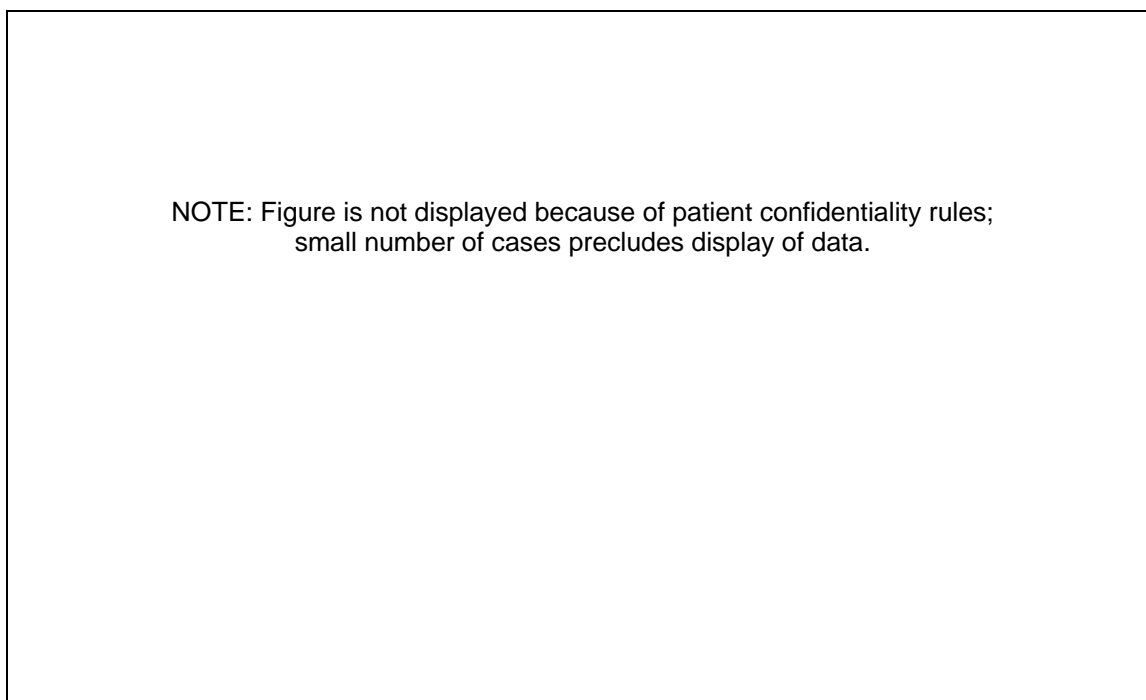 NOTE: Figure is not displayed because of patient confidentiality rules;
small number of cases precludes display of data.